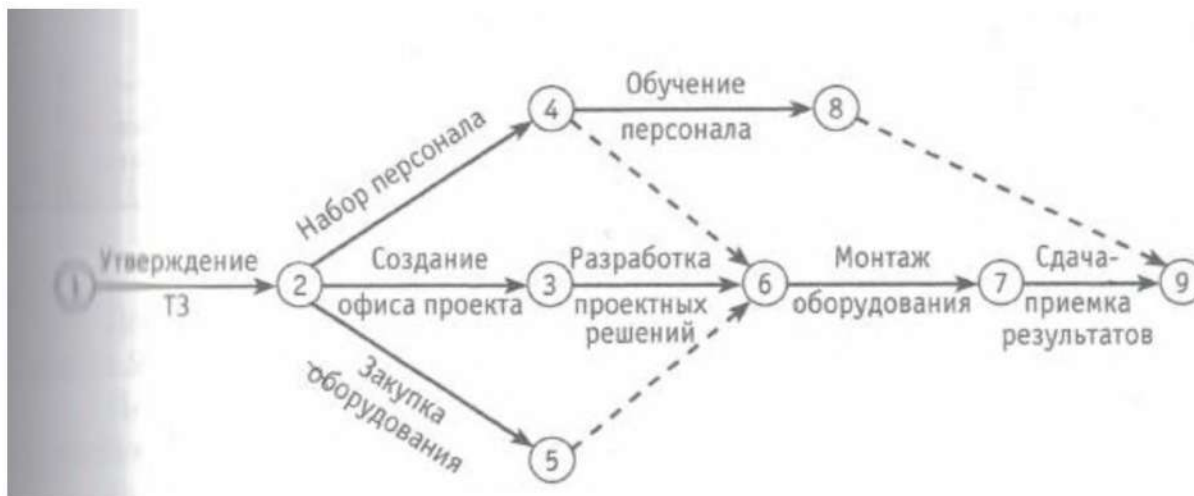 Обучение
персонала
4
8
Набор персонала
Утверждение
ТЗ
Создание
офиса проекта
Разработка
проектных
решений
Монтаж
оборудования
Сдача-
приемка
результатов
1
2
3
6
7
9
Закупка
оборудования
5